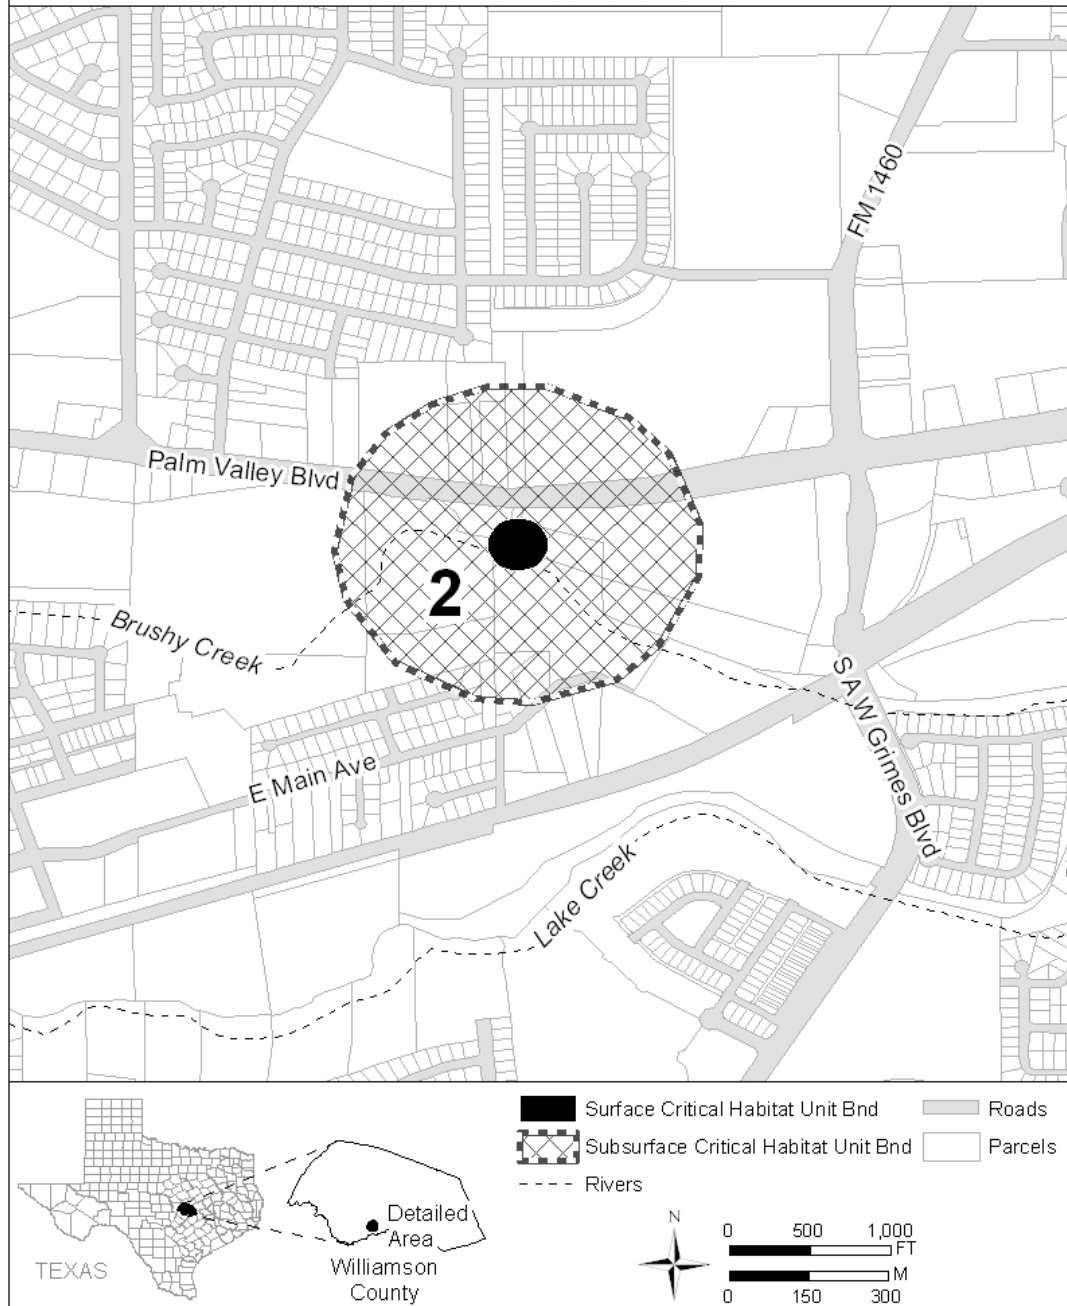 FM 1460
Palm Valley Blvd
2
Brushy Creek
S A W Grimes Blvd
E Main Ave
Lake Creek
Surface Critical Habitat Unit Bnd
Roads
Subsurface Critical Habitat Unit Bnd
Parcels
Rivers
Detailed
Area
Williamson
County
TEXAS
N
0 500 1,000
FT
M
0 150 300